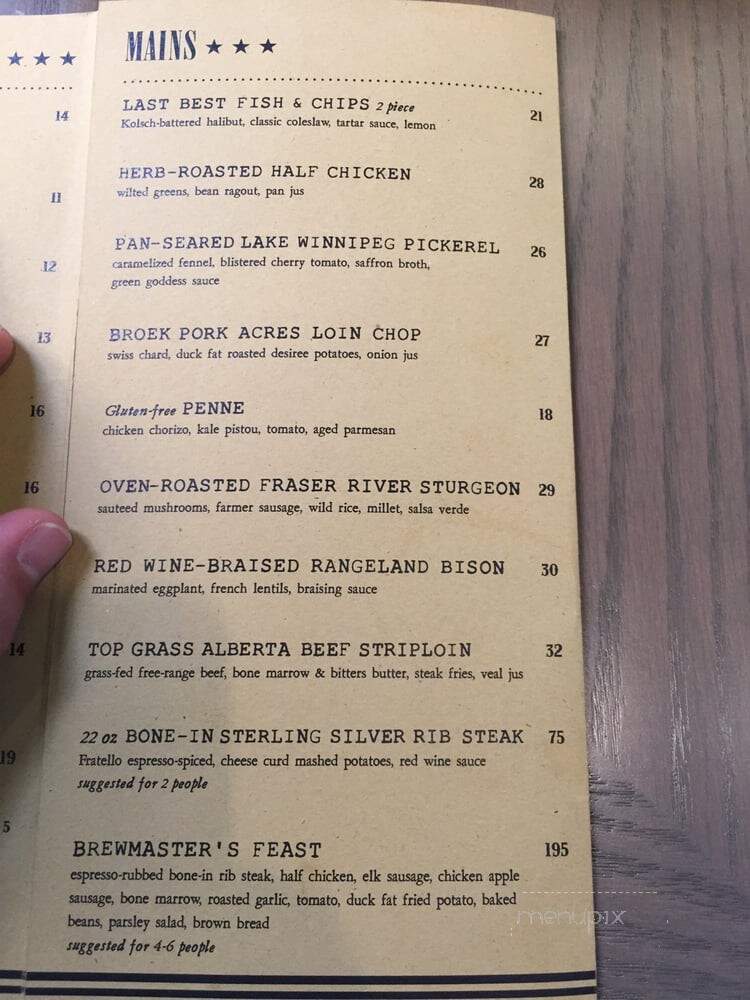 ★ ★ ★
14
11
12
13
16
16
14
19
5
MAINS ★ ★ ★
LAST BEST FISH & CHIPS 2 piece 21
Kolsch-battered halibut, classic coleslaw, tartar sauce, lemon
HERB-ROASTED HALF CHICKEN 28
wilted greens, bean ragout, pan jus
PAN-SEARED LAKE WINNIPEG PICKEREL 26
caramelized fennel, blistered cherry tomato, saffron broth,
green goddess sauce
BROEK PORK ACRES LOIN CHOP 27
swiss chard, duck fat roasted desiree potatoes, onion jus
Gluten-free PENNE 18
chicken chorizo, kale pistou, tomato, aged parmesan
OVEN-ROASTED FRASER RIVER STURGEON 29
sauteed mushrooms, farmer sausage, wild rice, millet, salsa verde
RED WINE-BRAISED RANGELAND BISON 30
marinated eggplant, french lentils, braising sauce
TOP GRASS ALBERTA BEEF STRIPLOIN 32
grass-fed free-range beef, bone marrow & bitters butter, steak fries, veal jus
22 oz BONE-IN STERLING SILVER RIB STEAK 75
Fratello espresso-spiced, cheese curd mashed potatoes, red wine sauce
suggested for 2 people
BREWMASTER'S FEAST 195
espresso-rubbed bone-in rib steak, half chicken, elk sausage, chicken apple
sausage, bone marrow, roasted garlic, tomato, duck fat fried potato, baked
beans, parsley salad, brown bread
suggested for 4-6 people
menupix